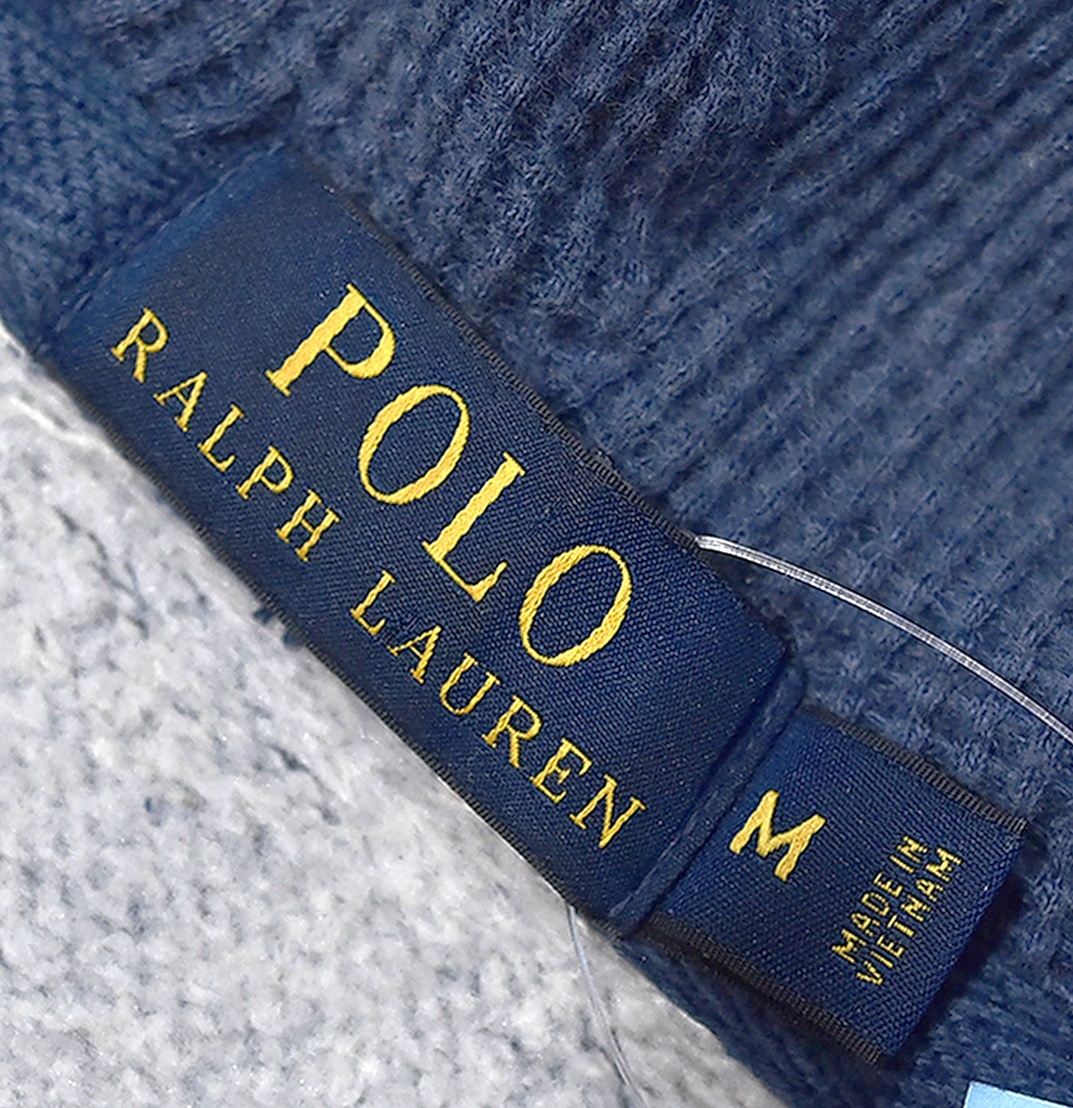 POLO
RALPH LAUREN
M
MADE IN
VIETNAM